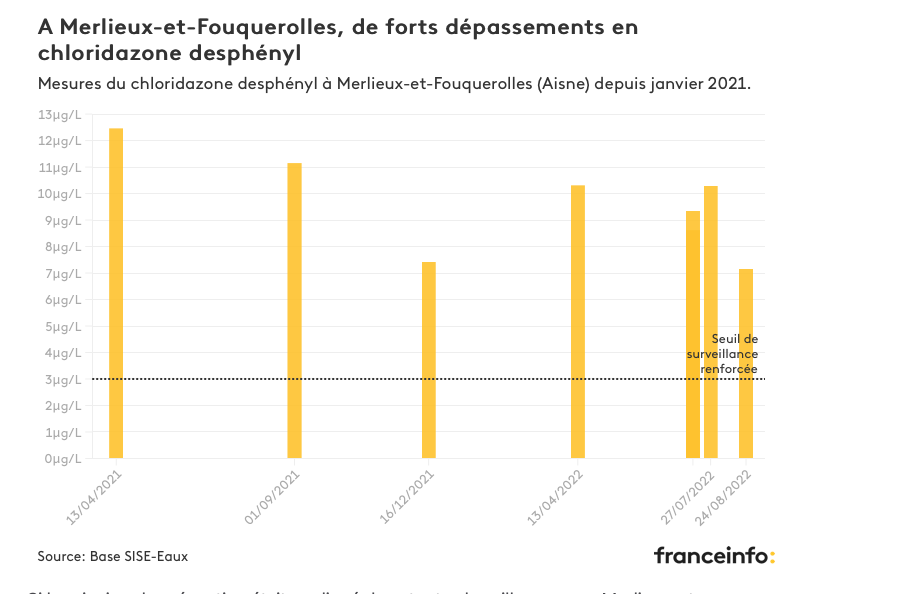 A Merlieux-et-Fouquerolles, de forts dépassements en
chloridazone desphényl
Mesures du chloridazone desphényl à Merlieux-et-Fouquerolles (Aisne) depuis janvier 2021.
13µg/L
12µg/L
11µg/L
10µg/L
9µg/L
8µg/L
7µg/L
6µg/L
5µg/L
4µg/L
3µg/L
2µg/L
1µg/L
0µg/L
Seuil de
surveillance
renforcée
13/04/2021
01/09/2021
16/12/2021
13/04/2022
27/07/2022
24/08/2022
Source: Base SISE-Eaux
franceinfo: